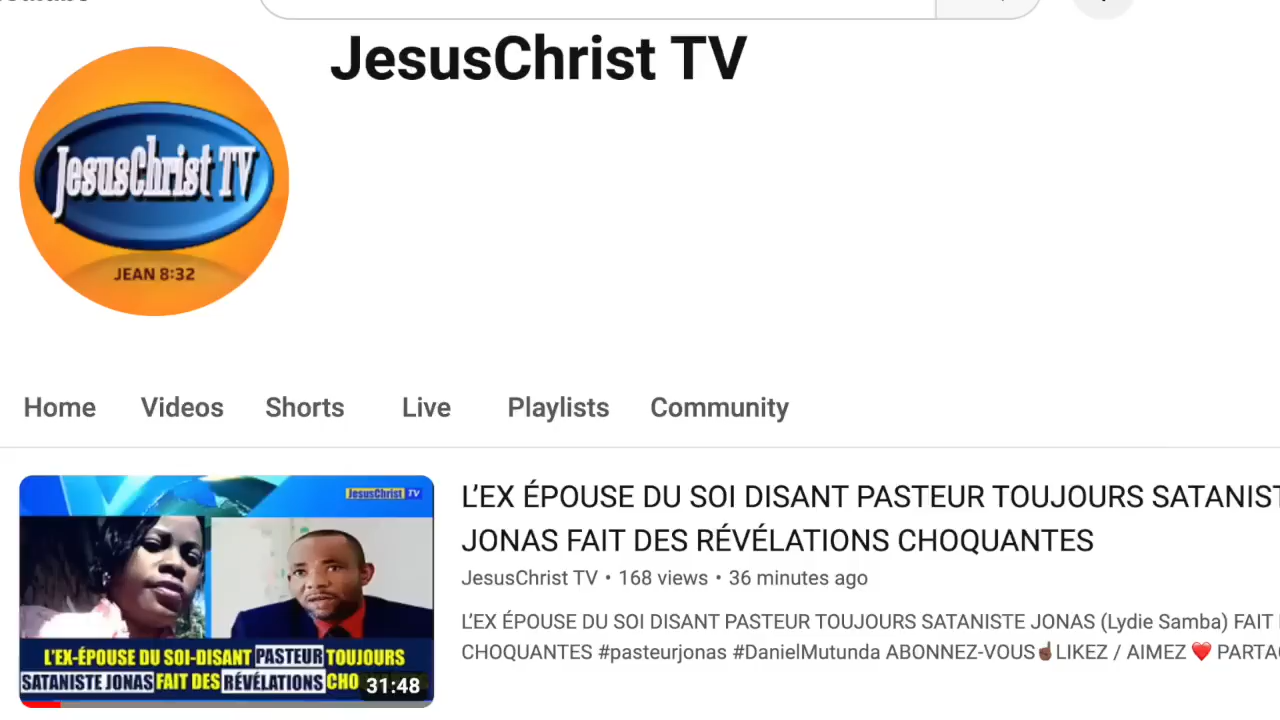 JesusChrist TV
JesusChrist TV
JEAN 8:32
Home Videos Shorts Live Playlists Community
JesusChrist TV
L'EX-ÉPOUSE DU SOI-DISANT PASTEUR TOUJOURS
SATANISTE JONAS FAIT DES RÉVÉLATIONS CHO
31:48
L’EX ÉPOUSE DU SOI DISANT PASTEUR TOUJOURS SATANIST
JONAS FAIT DES RÉVÉLATIONS CHOQUANTES
JesusChrist TV • 168 views • 36 minutes ago
L’EX ÉPOUSE DU SOI DISANT PASTEUR TOUJOURS SATANISTE JONAS (Lydie Samba) FAIT
CHOQUANTES #pasteurjonas #DanielMutunda ABONNEZ-VOUS☝🏿LIKEZ / AIMEZ ❤️ PARTA